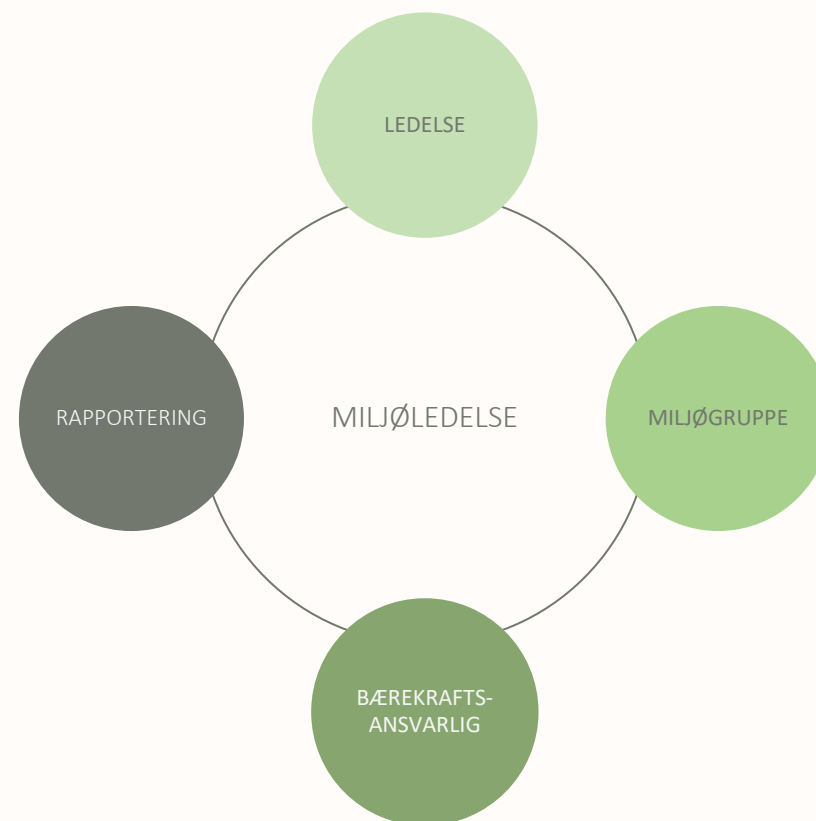 LEDELSE
RAPPORTERING
MILJØLEDELSE
MILJØGRUPPE
BÆREKRAFTS-
ANSVARLIG